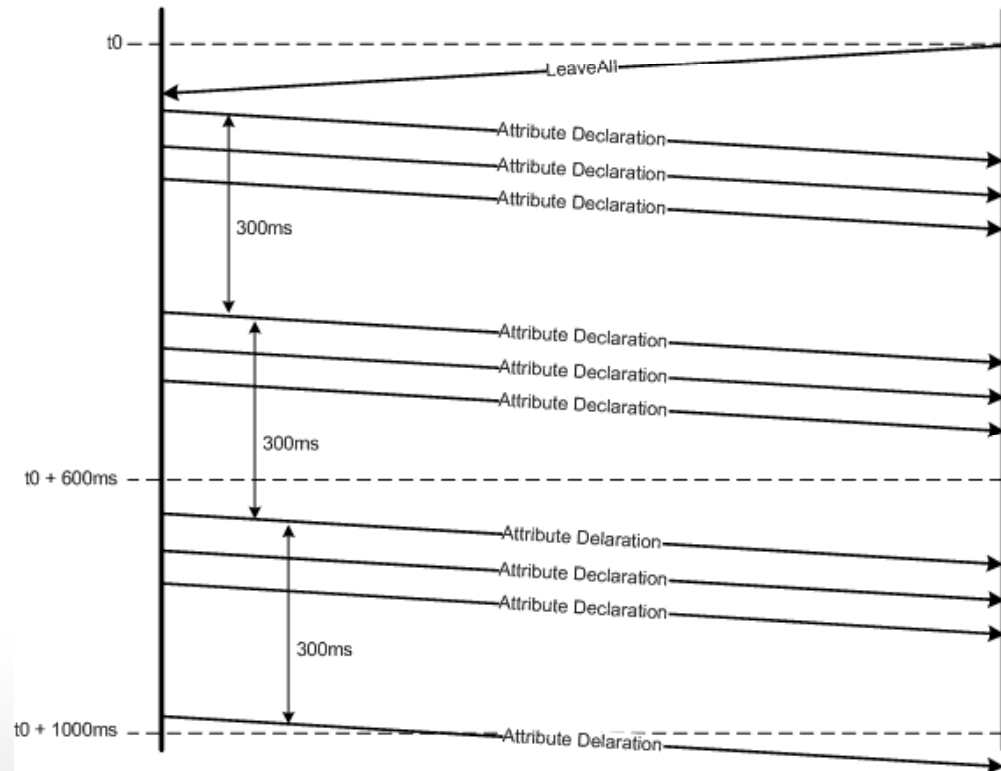 t0
LeaveAll
Attribute Declaration
Attribute Declaration
Attribute Declaration
300ms
Attribute Declaration
Attribute Declaration
Attribute Declaration
300ms
t0 + 600ms
Attribute Delaration
Attribute Declaration
Attribute Declaration
300ms
t0 + 1000ms
Attribute Delaration